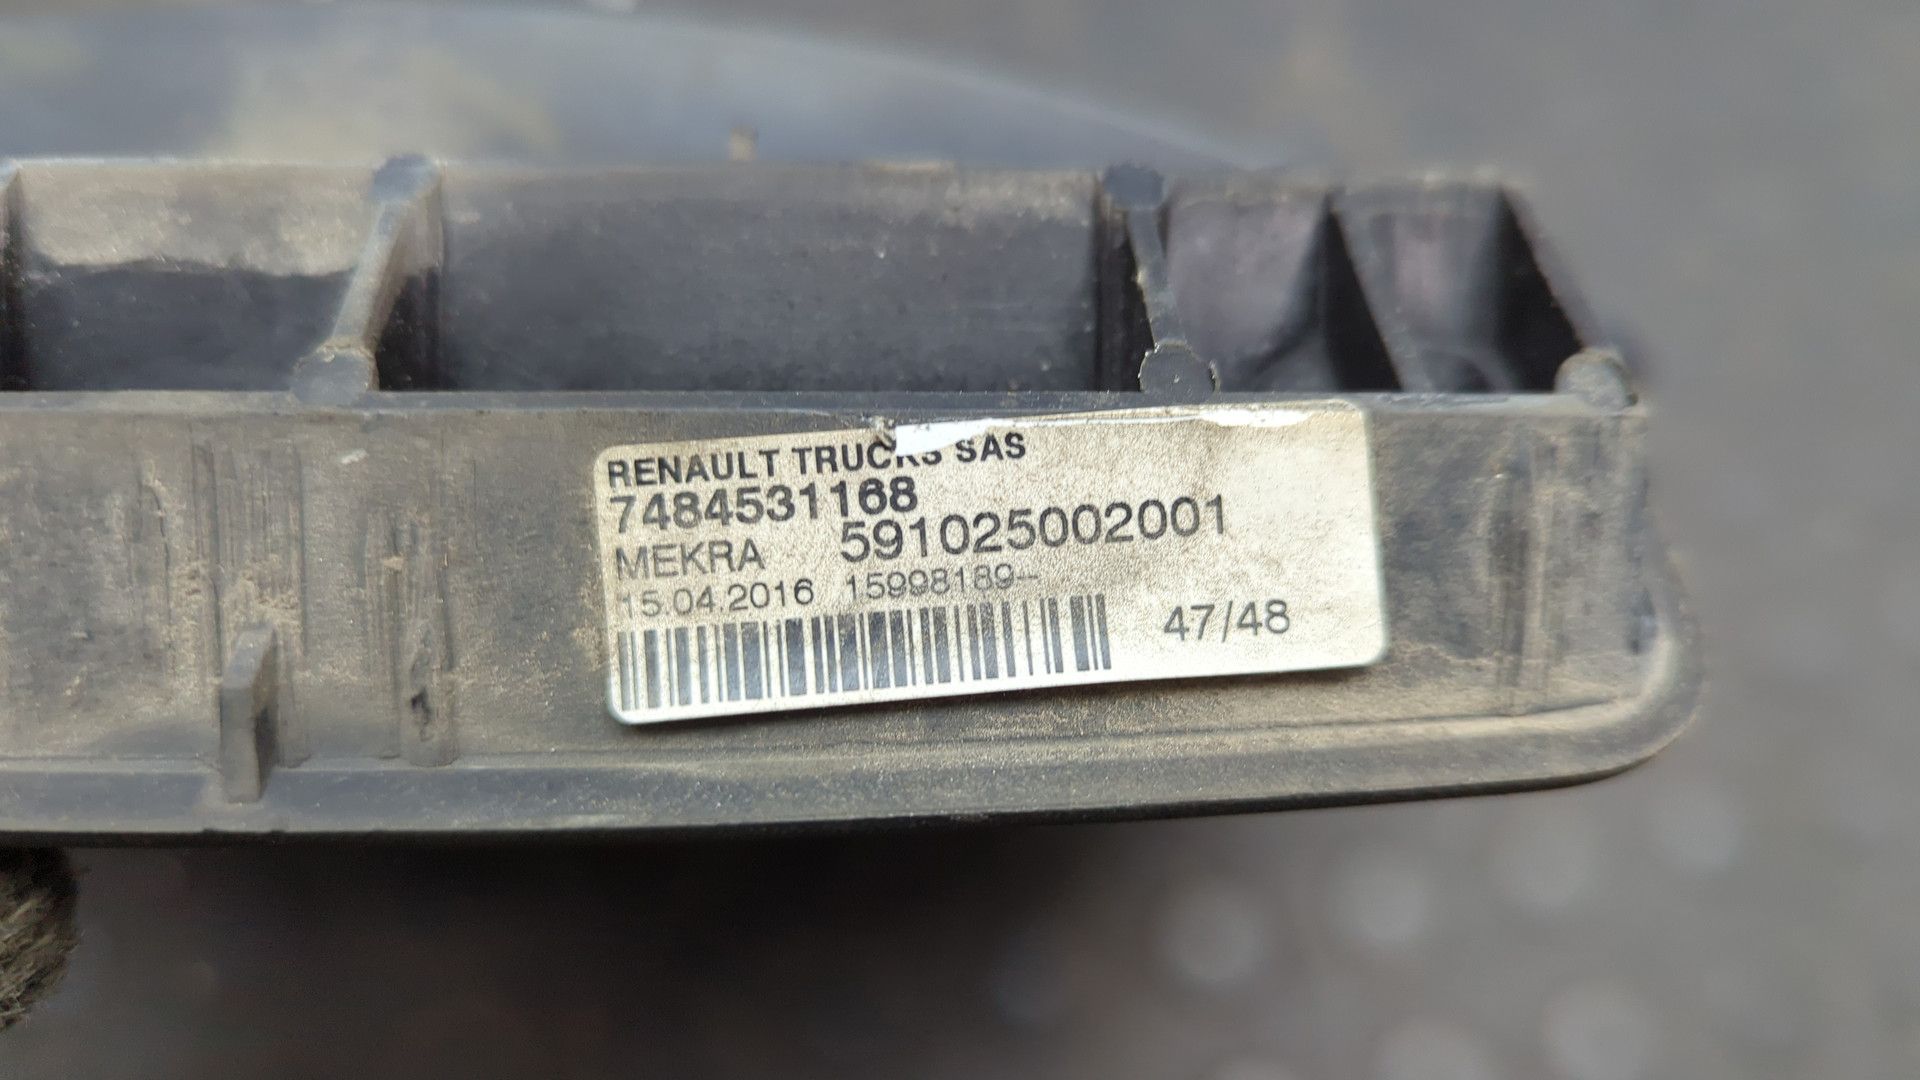 RENAULT TRUCKS SAS
7484531168
MEKRA 591025002001
15.04.2016 15998189--
47/48